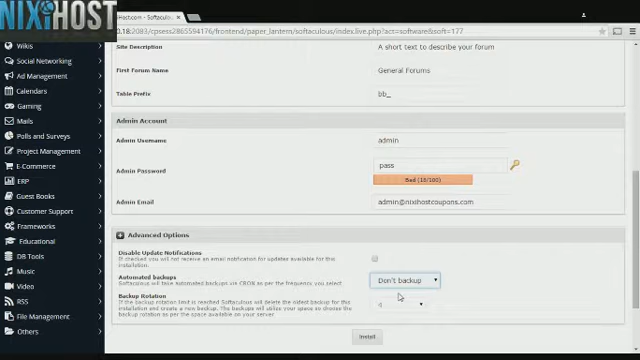 NIXIHOST
iHost.com - Softaculous
0.18:2083/cpsess2865594176/frontend/paper_lantern/softaculous/index.live.php?act=software&soft=177
Wikis
Social Networking
Ad Management
Calendars
Gaming
Mails
Polls and Surveys
Project Management
E-Commerce
ERP
Guest Books
Customer Support
Frameworks
Educational
DB Tools
Music
Video
RSS
File Management
Others
Site Description
A short text to describe your forum
First Forum Name
General Forums
Table Prefix
bb_
Admin Account
Admin Username
admin
Admin Password
pass
Bad (15/100)
Admin Email
admin@nixihostcoupons.com
Advanced Options
Disable Update Notifications
If checked you will not receive an email notification for updates available for this
installation.
Automated backups
Softaculous will take automated backups via CRON as per the frequency you select
Don't backup
Backup Rotation
If the backup rotation limit is reached Softaculous will delete the oldest backup for this
installation and create a new backup. The backups will utilize your space so choose the
backup rotation as per the space available on your server
4
Install